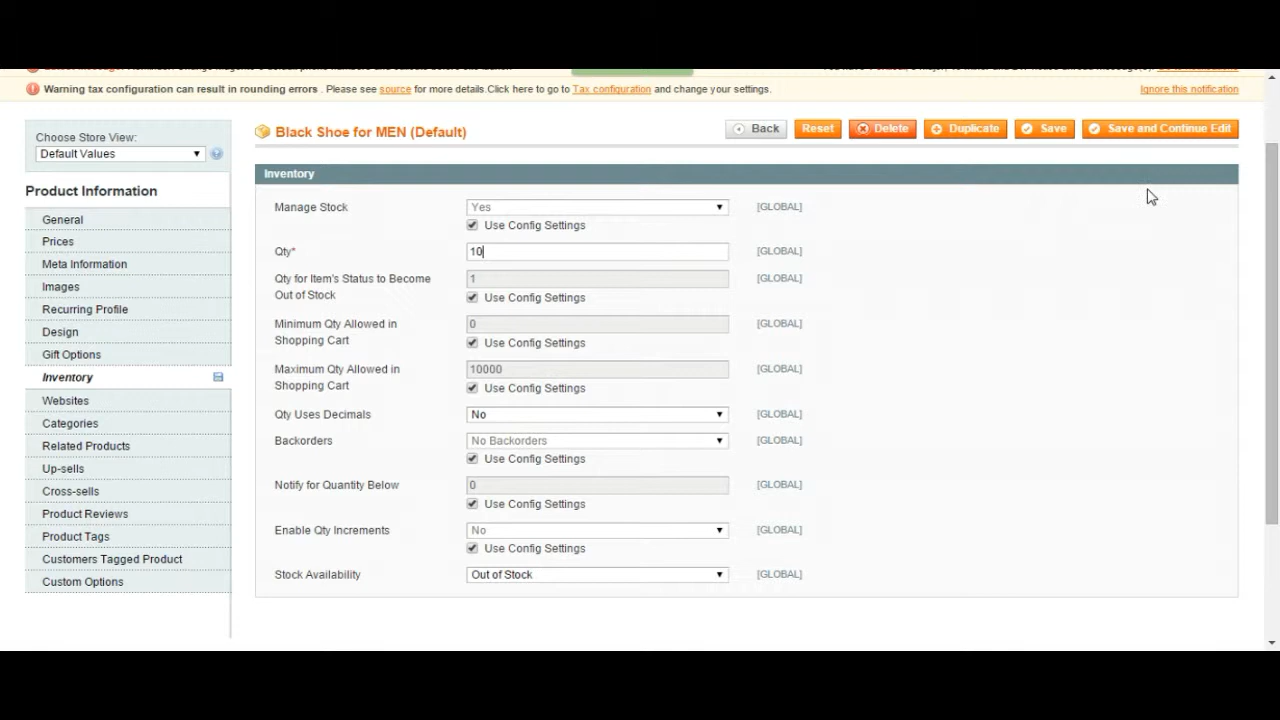 Warning tax configuration can result in rounding errors . Please see source for more details.Click here to go to Tax configuration and change your settings. Ignore this notification
Choose Store View:
Default Values
Product Information
General
Prices
Meta Information
Images
Recurring Profile
Design
Gift Options
Inventory
Websites
Categories
Related Products
Up-sells
Cross-sells
Product Reviews
Product Tags
Customers Tagged Product
Custom Options
Black Shoe for MEN (Default)
Back Reset Delete Duplicate Save Save and Continue Edit
Inventory
Manage Stock Yes [GLOBAL]
Use Config Settings
Qty* 10 [GLOBAL]
Qty for Item's Status to Become 1 [GLOBAL]
Out of Stock Use Config Settings
Minimum Qty Allowed in 0 [GLOBAL]
Shopping Cart Use Config Settings
Maximum Qty Allowed in 10000 [GLOBAL]
Shopping Cart Use Config Settings
Qty Uses Decimals No [GLOBAL]
Backorders No Backorders [GLOBAL]
Use Config Settings
Notify for Quantity Below 0 [GLOBAL]
Use Config Settings
Enable Qty Increments No [GLOBAL]
Use Config Settings
Stock Availability Out of Stock [GLOBAL]